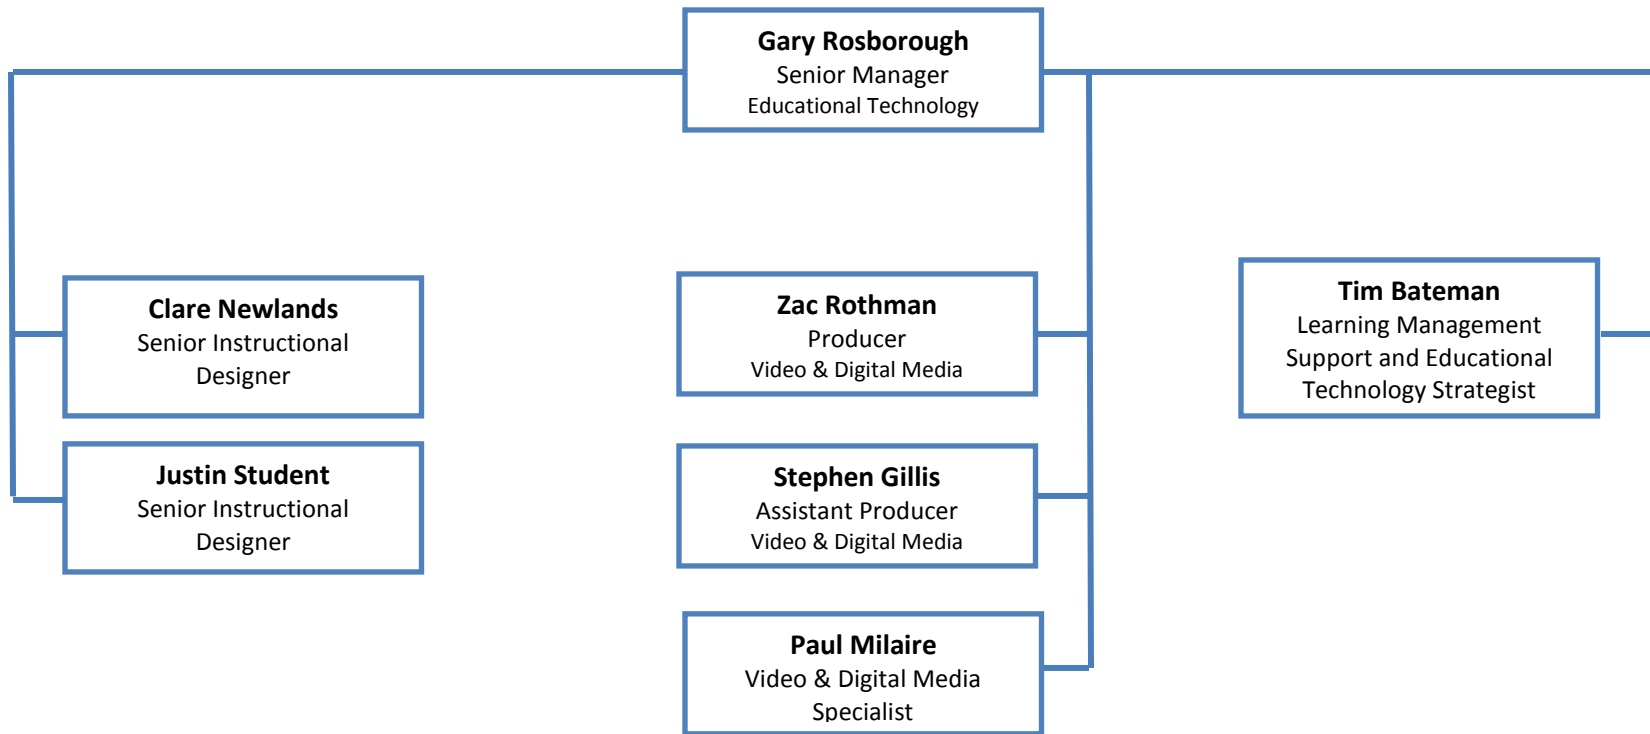 Gary Rosborough
Senior Manager
Educational Technology
Clare Newlands
Senior Instructional
Designer
Justin Student
Senior Instructional
Designer
Zac Rothman
Producer
Video & Digital Media
Stephen Gillis
Assistant Producer
Video & Digital Media
Paul Milaire
Video & Digital Media
Specialist
Tim Bateman
Learning Management
Support and Educational
Technology Strategist